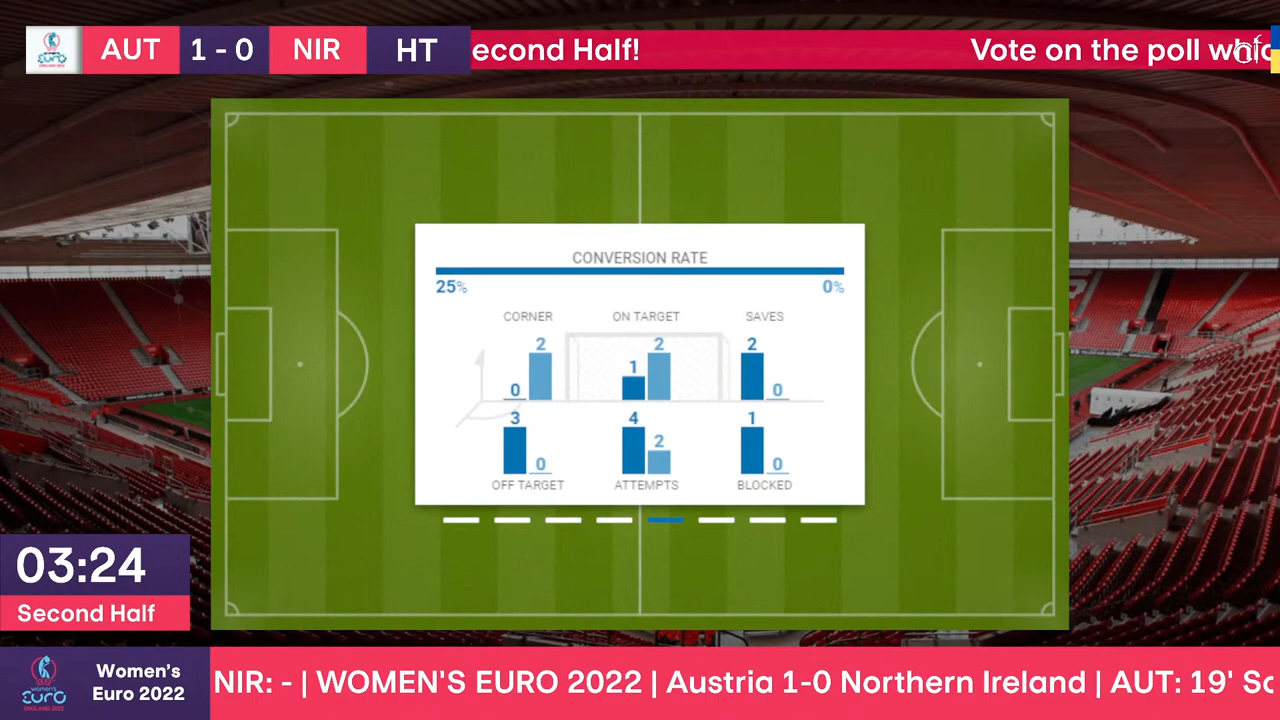 AUT 1 - 0 NIR HT econd Half! Vote on the poll whic
CONVERSION RATE
25% 0%
CORNER ON TARGET SAVES
0 2 1 2 2 0
3 0 4 2 1 0
OFF TARGET ATTEMPTS BLOCKED
03:24
Second Half
Women's
Euro 2022
NIR: - | WOMEN'S EURO 2022 | Austria 1-0 Northern Ireland | AUT: 19' Sc